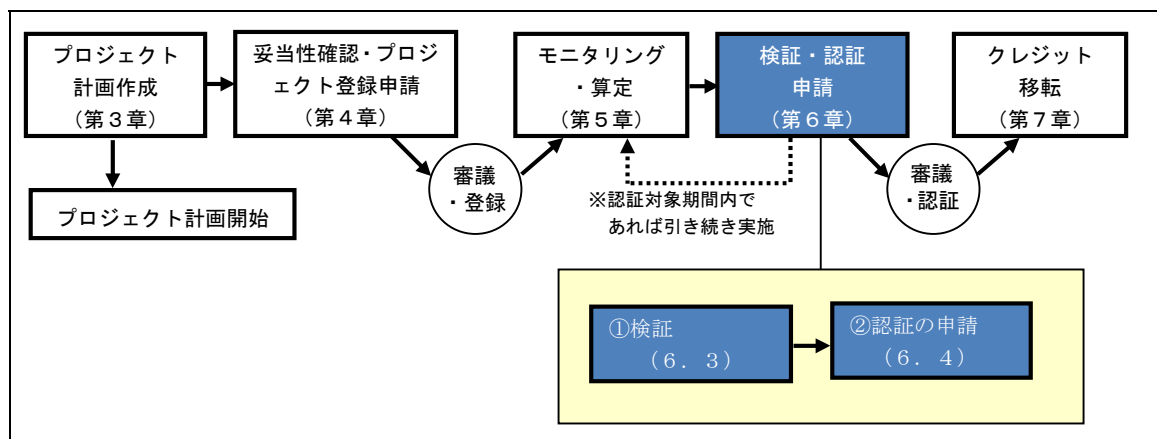 プロジェクト
計画作成
（第３章）
妥当性確認・プロジ
ェクト登録申請
（第４章）
モニタリング
・算定
（第５章）
検証・認証
申請
（第６章）
クレジット
移転
（第７章）
審議
・登録
審議
・認証
プロジェクト計画開始
※認証対象期間内で
あれば引き続き実施
①検証
（６．３）
②認証の申請
（６．４）